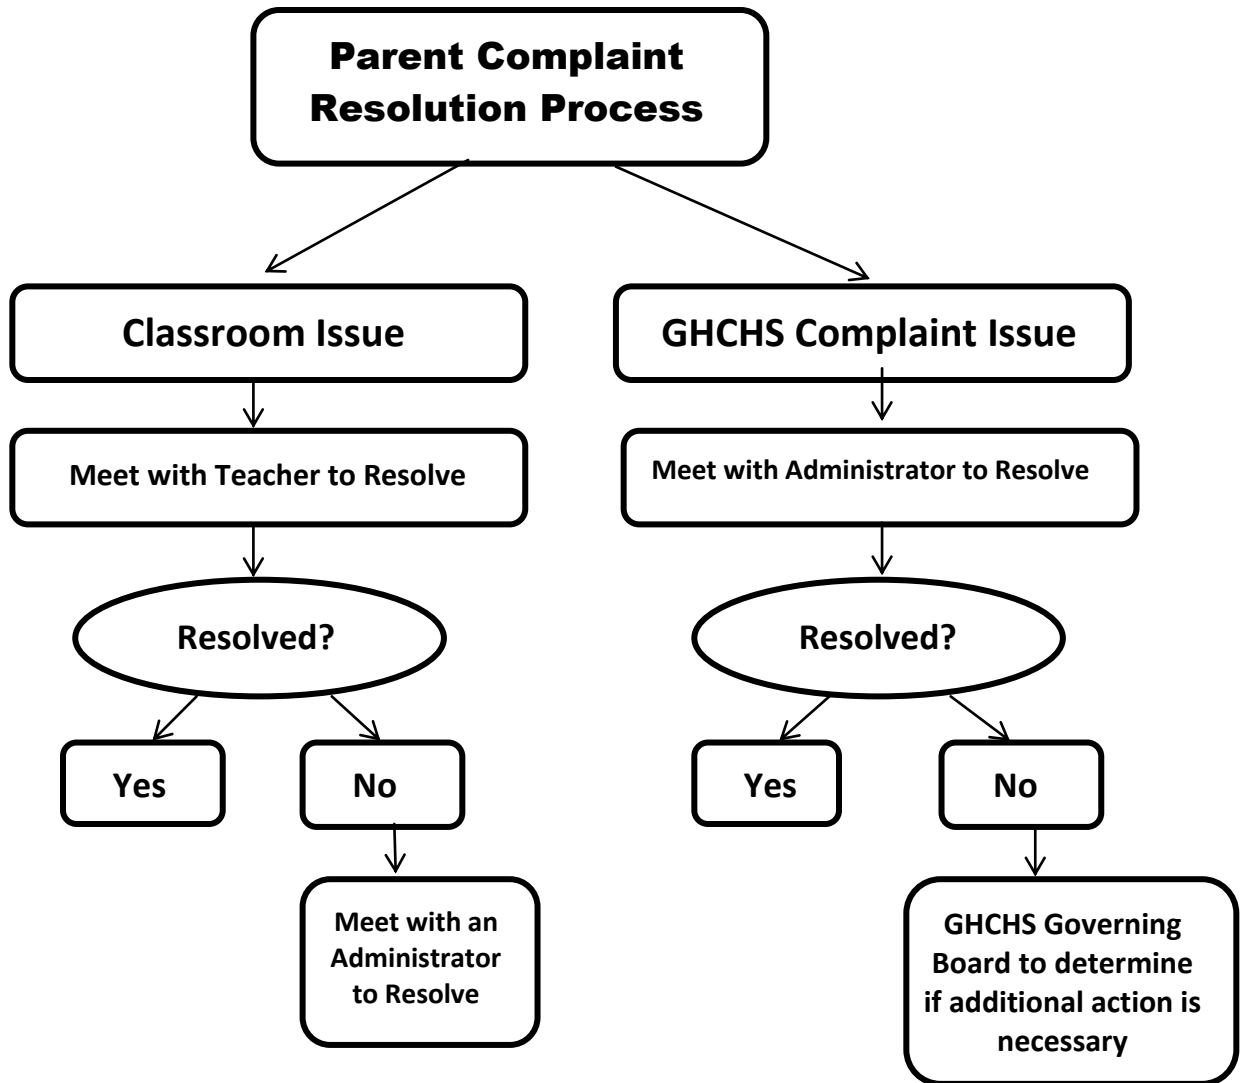 Parent Complaint
Resolution Process
Classroom Issue
GHCHS Complaint Issue
Meet with Teacher to Resolve
Meet with Administrator to Resolve
Resolved?
Resolved?
Yes
No
Yes
No
Meet with an
Administrator
to Resolve
GHCHS Governing
Board to determine
if additional action is
necessary